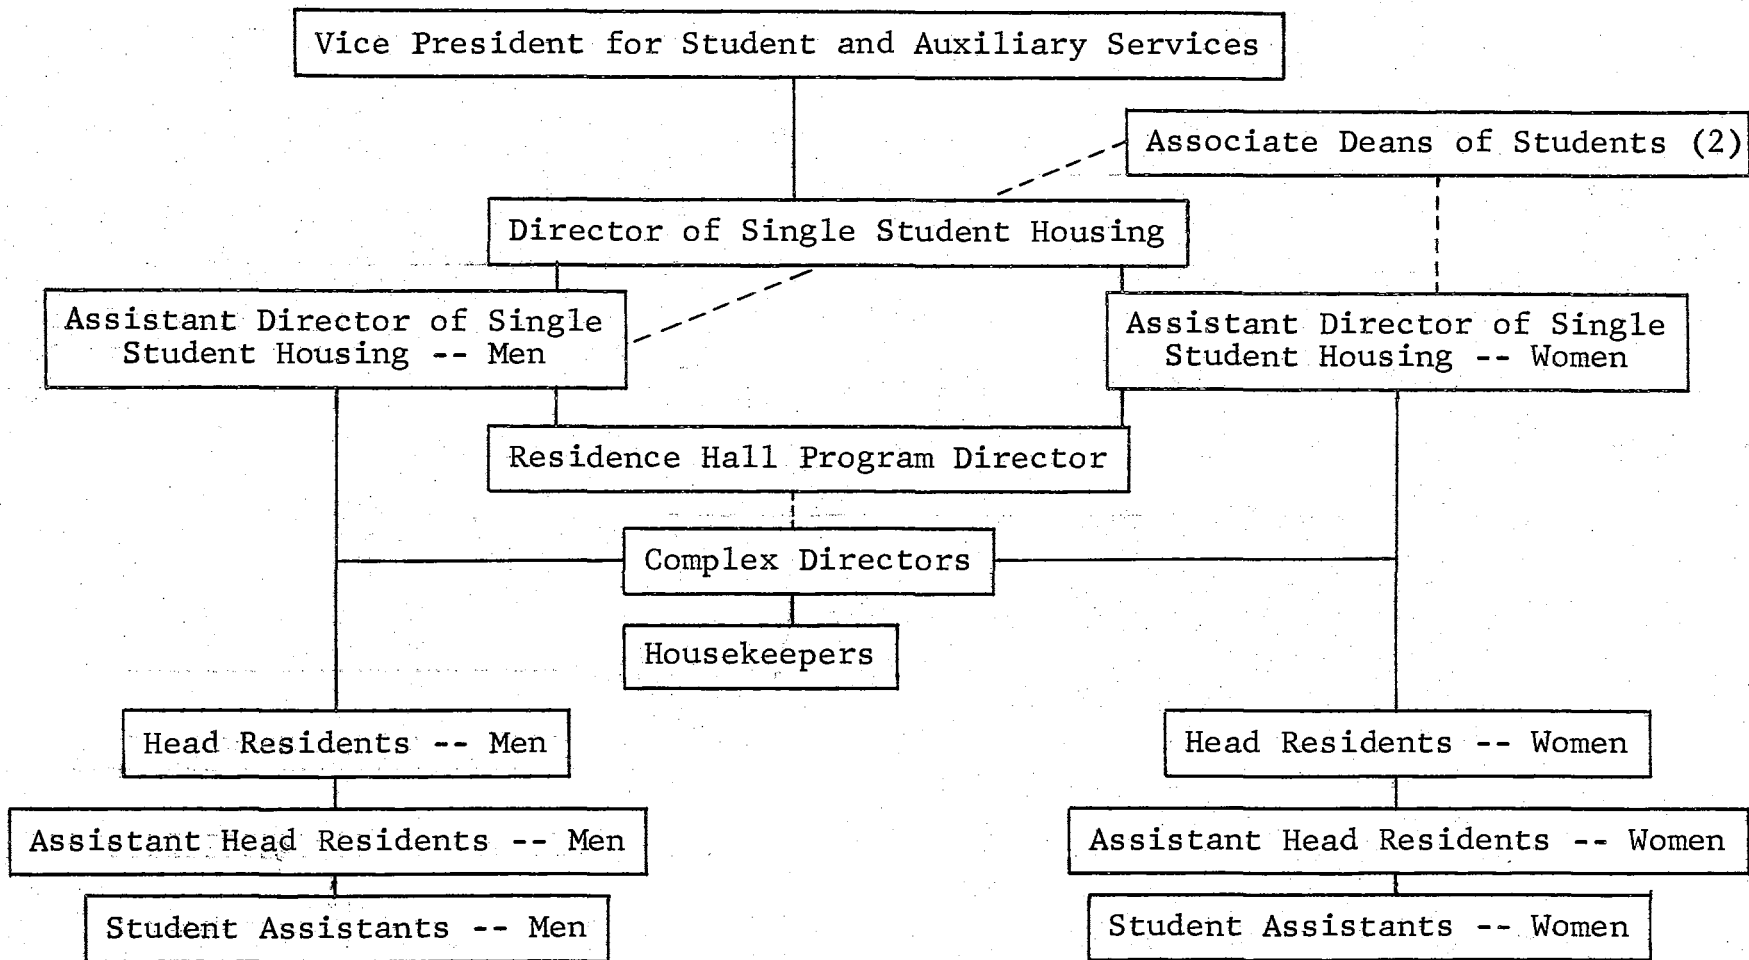 Vice President for Student and Auxiliary Services
Associate Deans of Students (2)
Director of Single Student Housing
Assistant Director of Single
Student Housing -- Men
Assistant Director of Single
Student Housing -- Women
Residence Hall Program Director
Complex Directors
Housekeepers
Head Residents -- Men
Head Residents -- Women
Assistant Head Residents -- Men
Assistant Head Residents -- Women
Student Assistants -- Men
Student Assistants -- Women